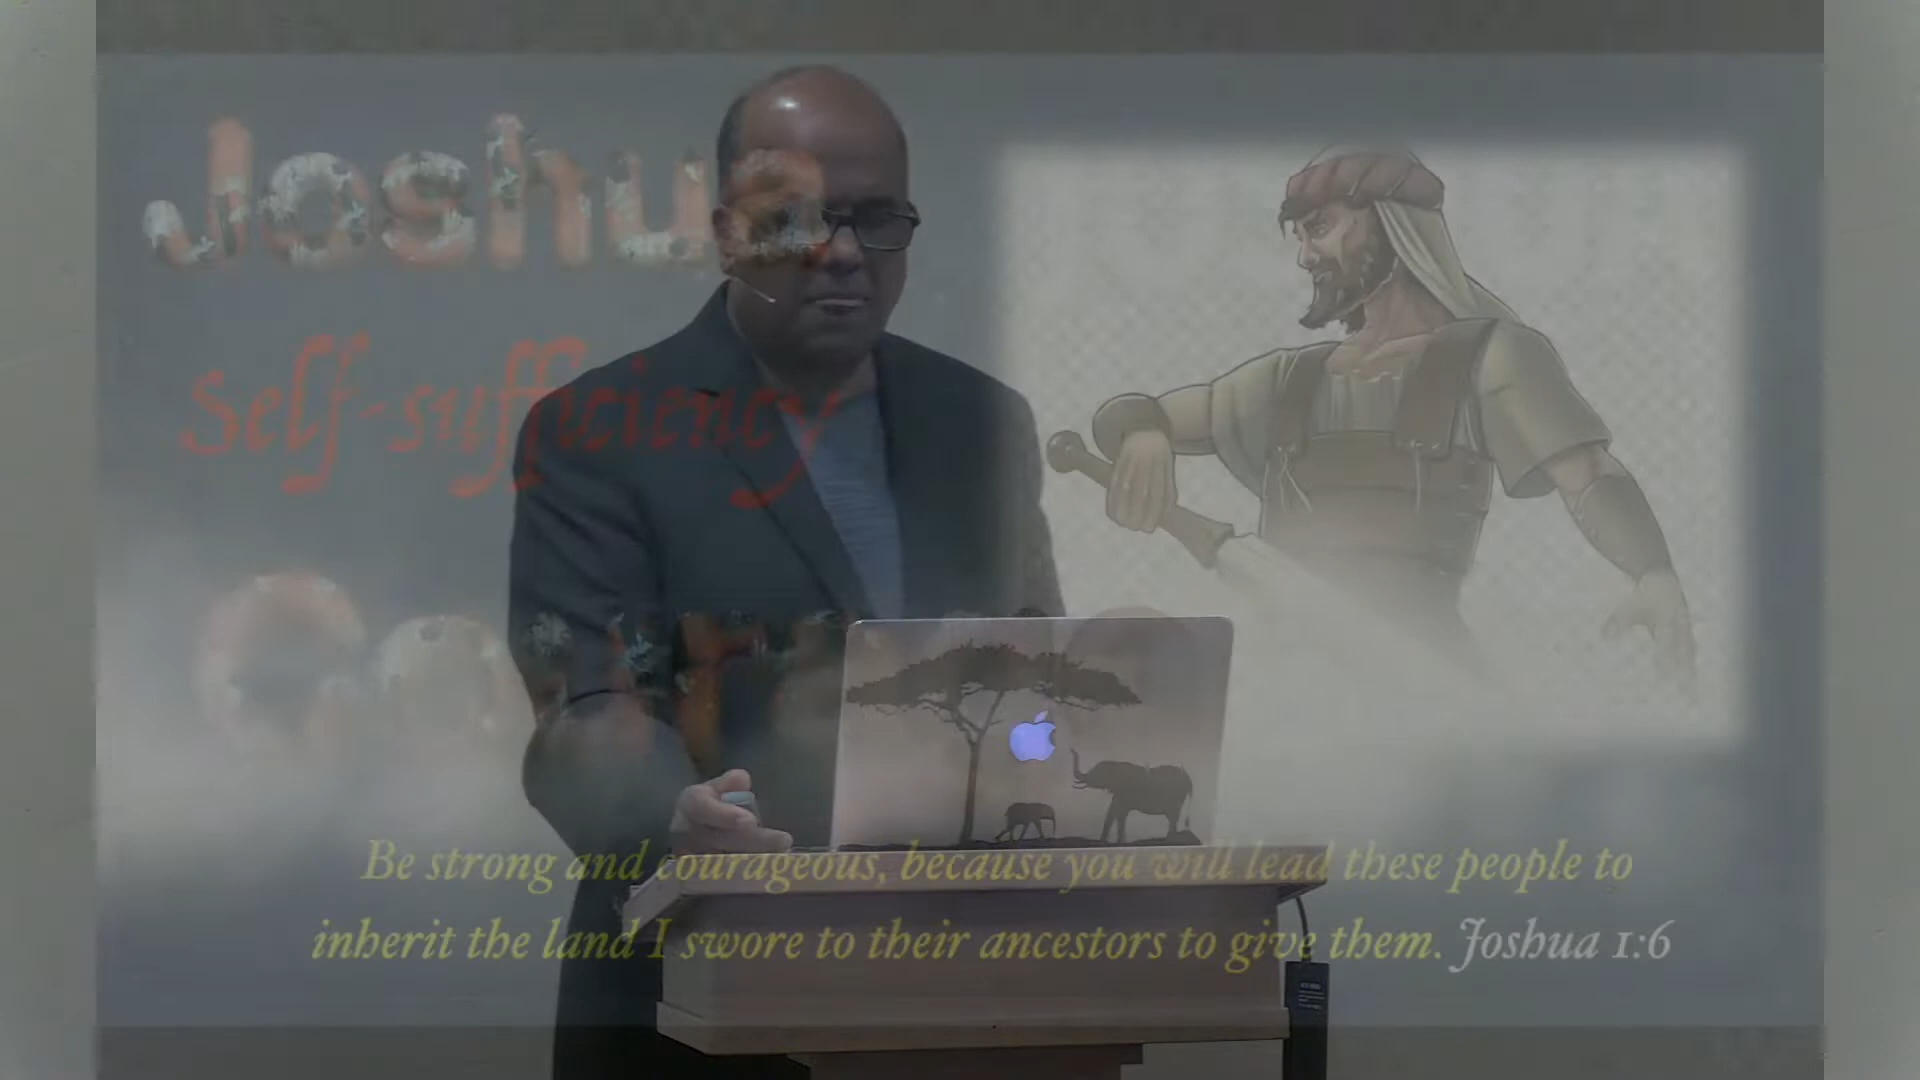 Joshua
Self-sufficiency
Be strong and courageous, because you will lead these people to
inherit the land I swore to their ancestors to give them. Joshua 1:6